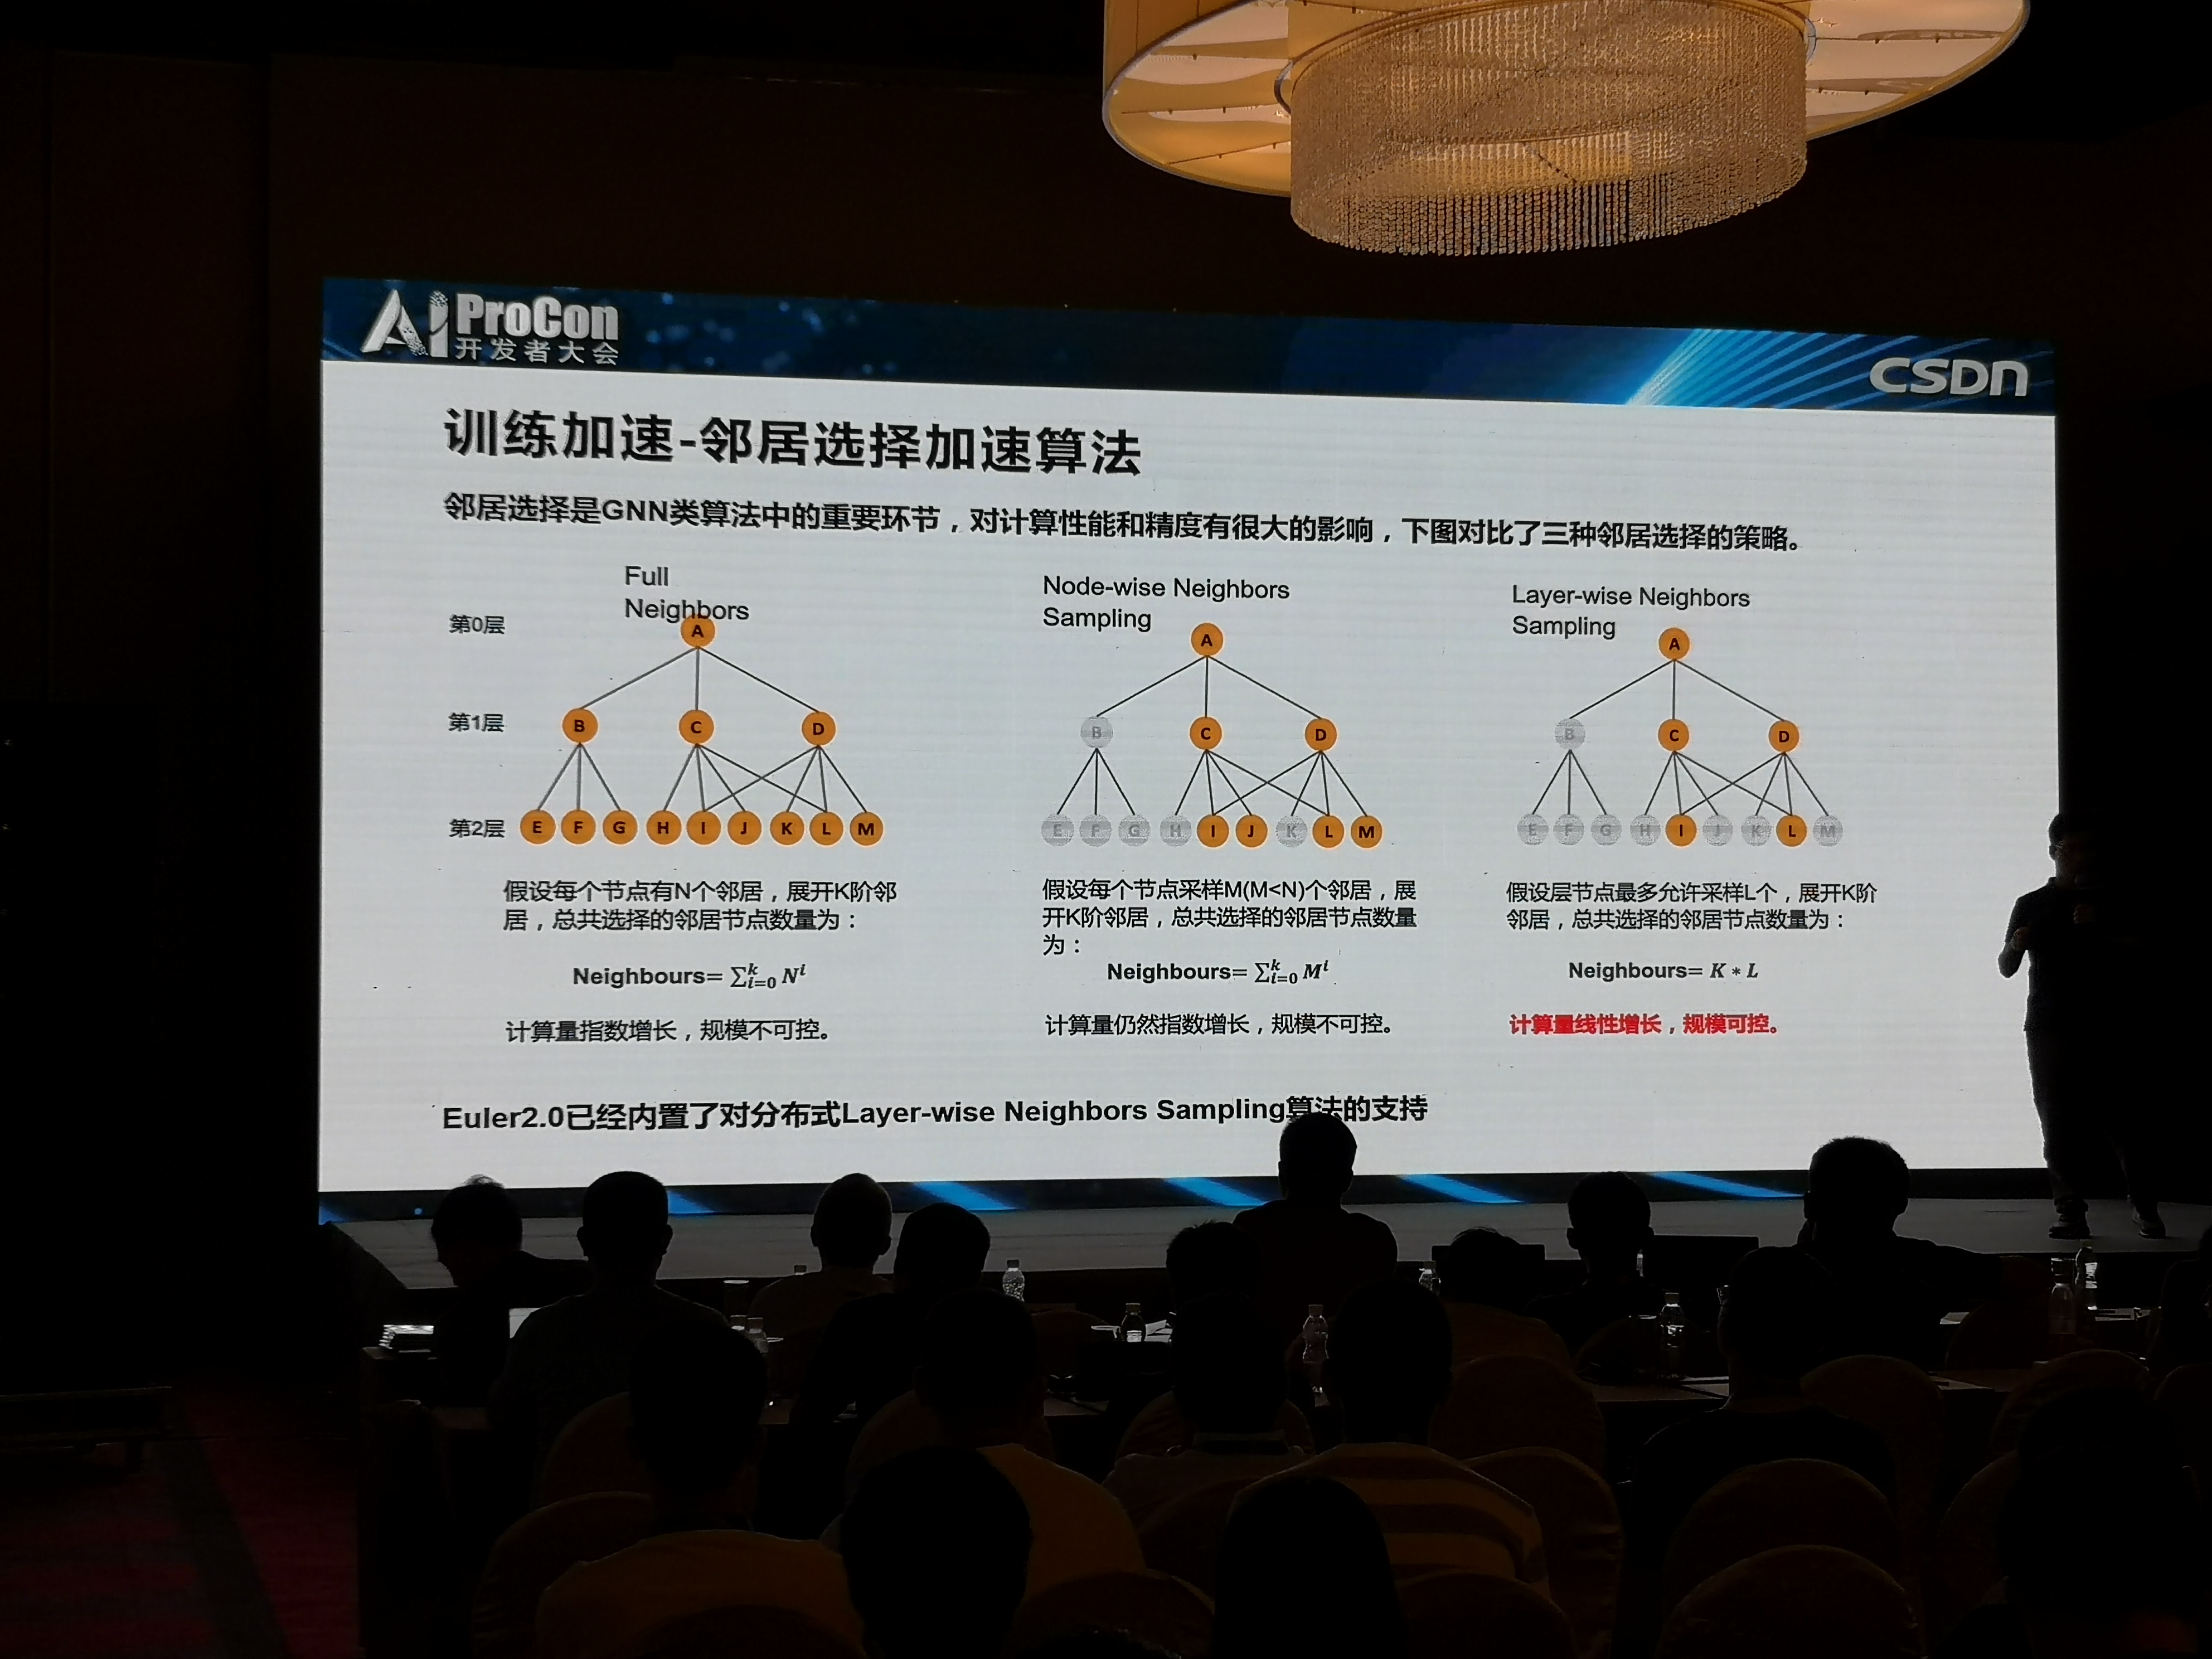 Ai ProCon
开发者大会
CSDN
训练加速-邻居选择加速算法
邻居选择是GNN类算法中的重要环节，对计算性能和精度有很大的影响，下图对比了三种邻居选择的策略。
Full
Neighbors
第0层
A
第1层
B C D
第2层
E F G H I J K L M
假设每个节点有N个邻居，展开K阶邻
居，总共选择的邻居节点数量为：
Neighbours= ∑_{i=0}^{k} N^i
计算量指数增长，规模不可控。
Node-wise Neighbors
Sampling
A
B C D
E F G H I J K L M
假设每个节点采样M(M<N)个邻居，展
开K阶邻居，总共选择的邻居节点数量
为：
Neighbours= ∑_{i=0}^{k} M^i
计算量仍然指数增长，规模不可控。
Layer-wise Neighbors
Sampling
A
B C D
E F G H I J K L M
假设层节点最多允许采样L个，展开K阶
邻居，总共选择的邻居节点数量为：
Neighbours= K * L
计算量线性增长，规模可控。
Euler2.0已经内置了对分布式Layer-wise Neighbors Sampling算法的支持